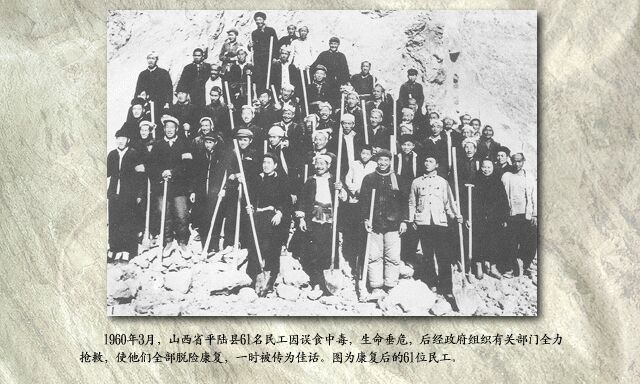 1960年3月，山西省平陆县61名民工因误食中毒，生命垂危，后经政府组织有关部门全力
抢救，使他们全部脱险康复，一时被传为佳话。图为康复后的61位民工。